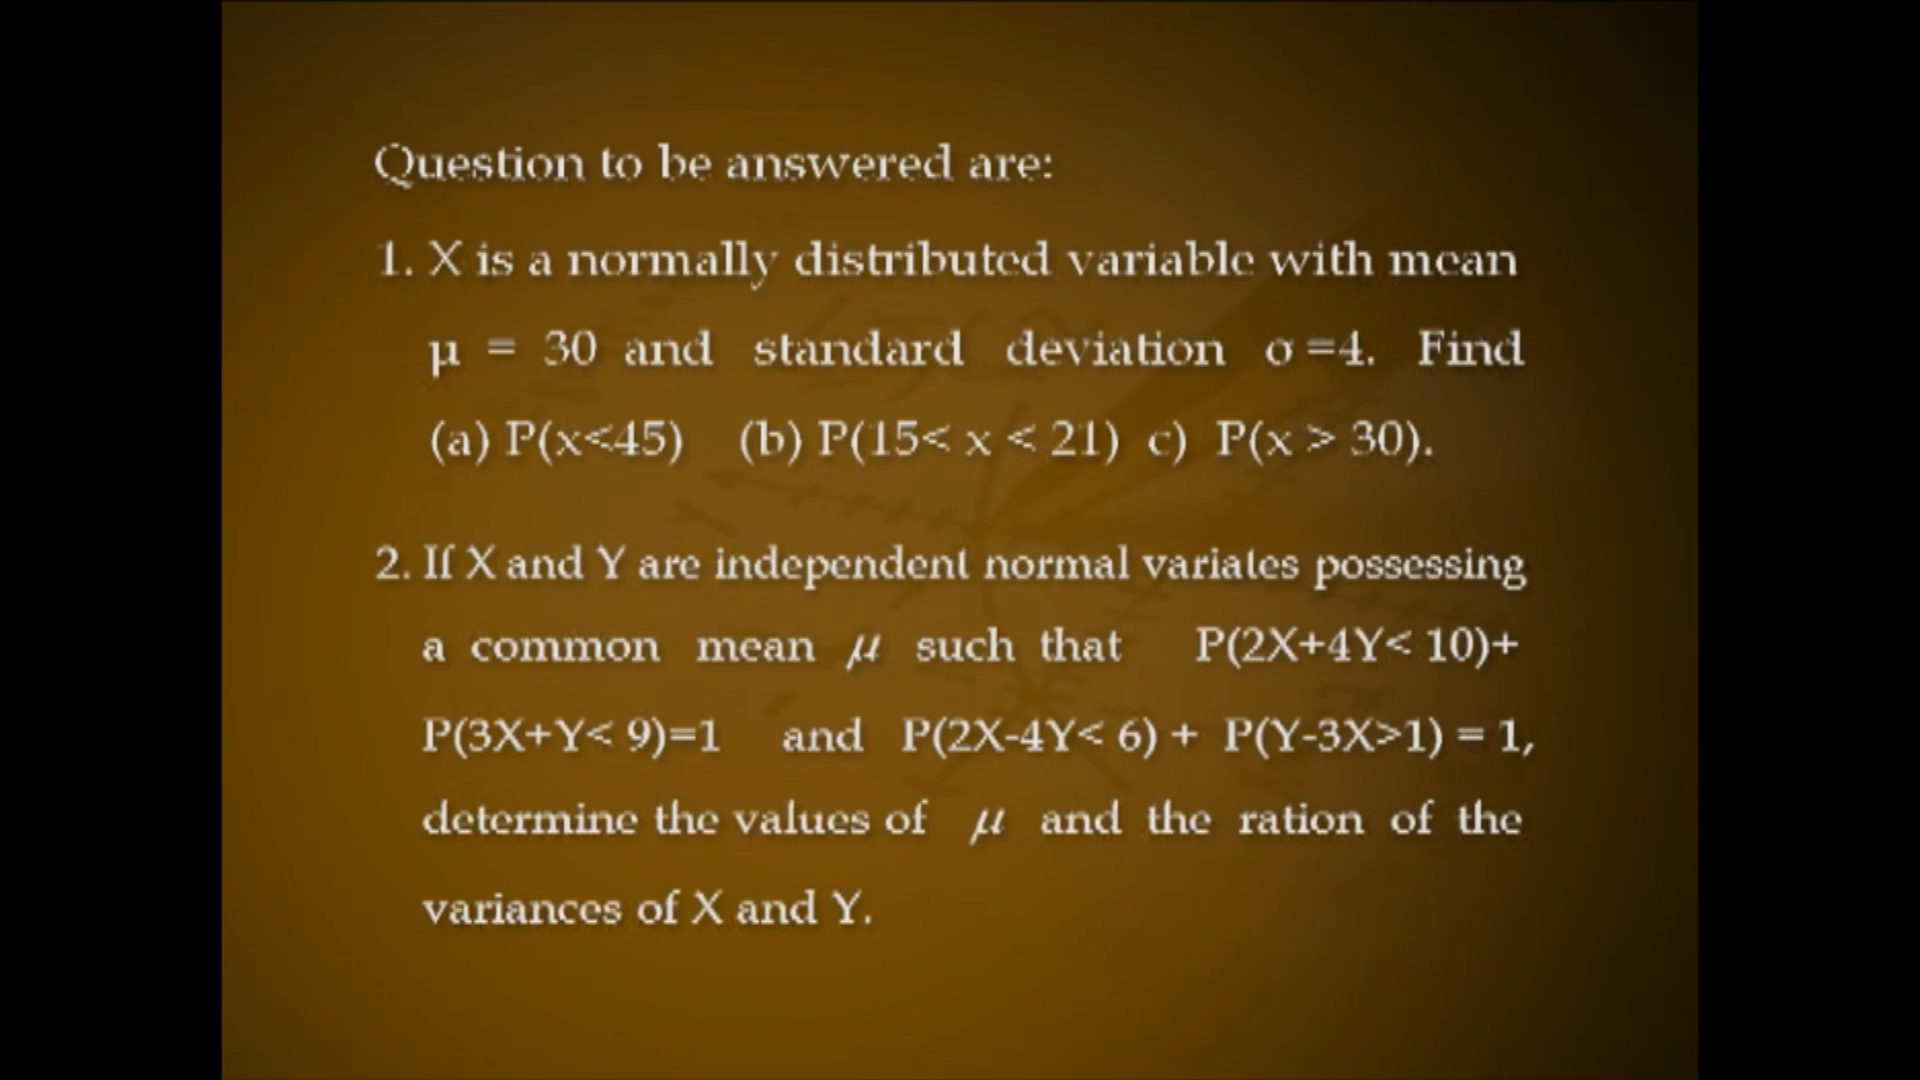 Question to be answered are:
1. X is a normally distributed variable with mean
μ = 30 and standard deviation σ =4. Find
(a) P(x<45) (b) P(15< x < 21) c) P(x > 30).
2. If X and Y are independent normal variates possessing
a common mean μ such that P(2X+4Y< 10)+
P(3X+Y< 9)=1 and P(2X-4Y< 6) + P(Y-3X>1) = 1,
determine the values of μ and the ration of the
variances of X and Y.